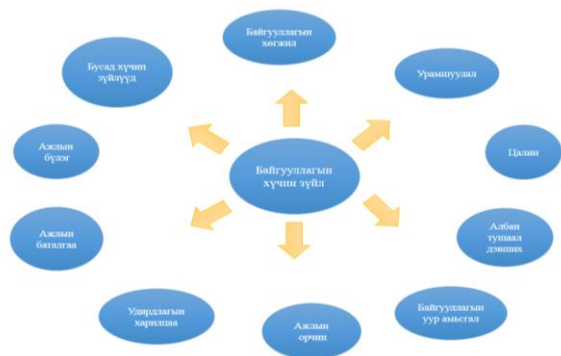 Байгууллагын
хөгжил
Бусад хүчин
зүйлүүд
Урамшуулал
Ажлын
бүлэг
Байгууллагын
хүчин зүйл
Цалин
Ажлын
баталгаа
Албан
тушаал
дэвших
Удирдлагын
харилцаа
Ажлын
орчин
Байгууллагын
уур амьсгал